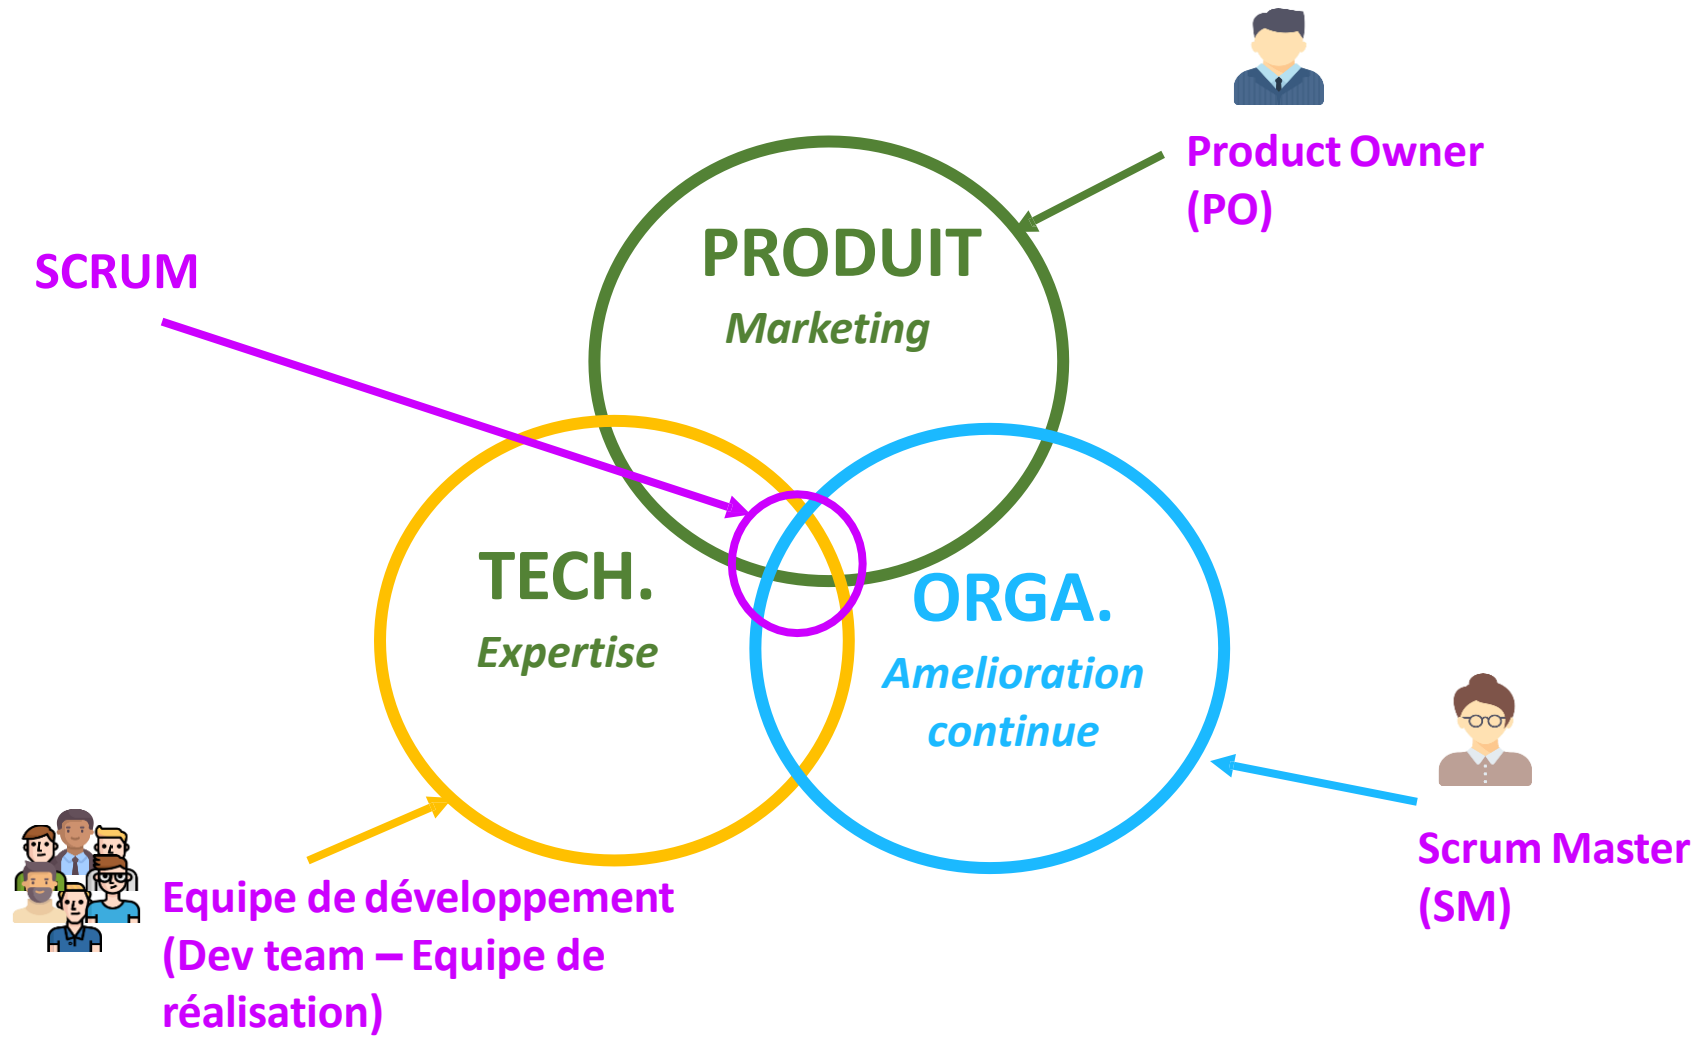 Product Owner
(PO)
SCRUM
PRODUIT
Marketing
TECH.
Expertise
ORGA.
Amelioration
continue
Scrum Master
(SM)
Equipe de développement
(Dev team – Equipe de
réalisation)